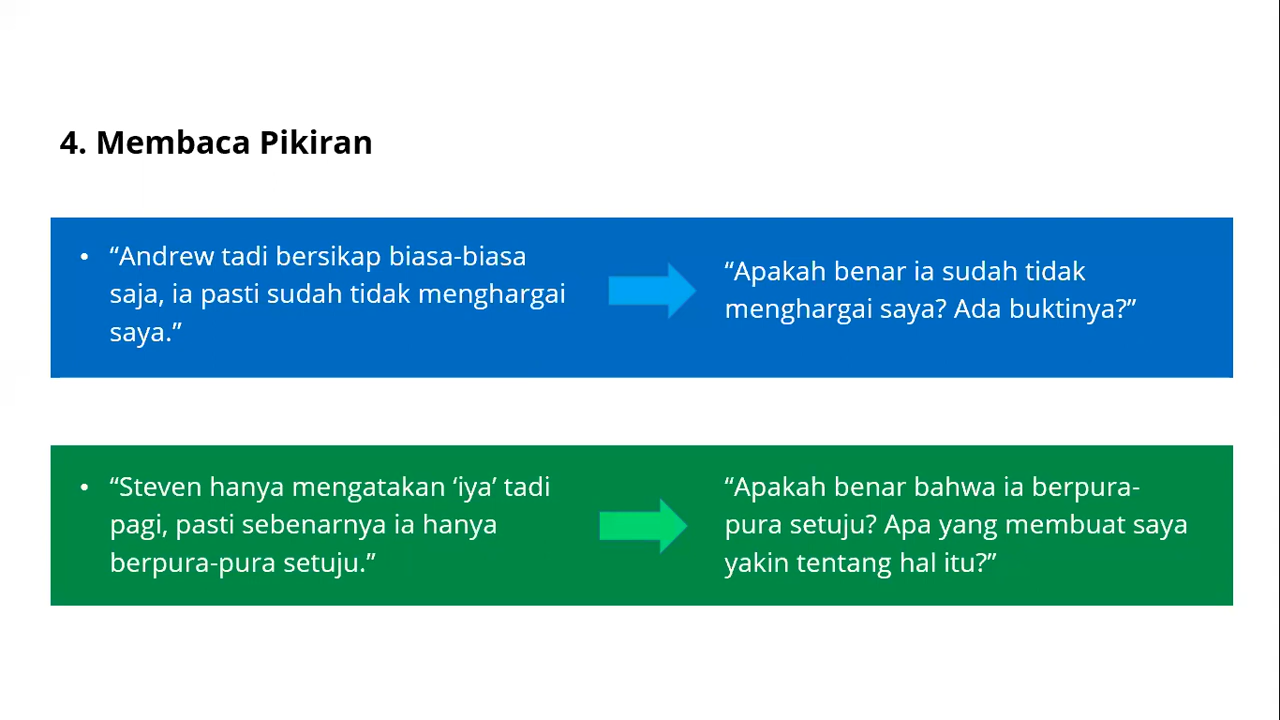 4. Membaca Pikiran
• “Andrew tadi bersikap biasa-biasa
saja, ia pasti sudah tidak menghargai
saya.”
“Apakah benar ia sudah tidak
menghargai saya? Ada buktinya?”
• “Steven hanya mengatakan ‘iya’ tadi
pagi, pasti sebenarnya ia hanya
berpura-pura setuju.”
“Apakah benar bahwa ia berpura-
pura setuju? Apa yang membuat saya
yakin tentang hal itu?”